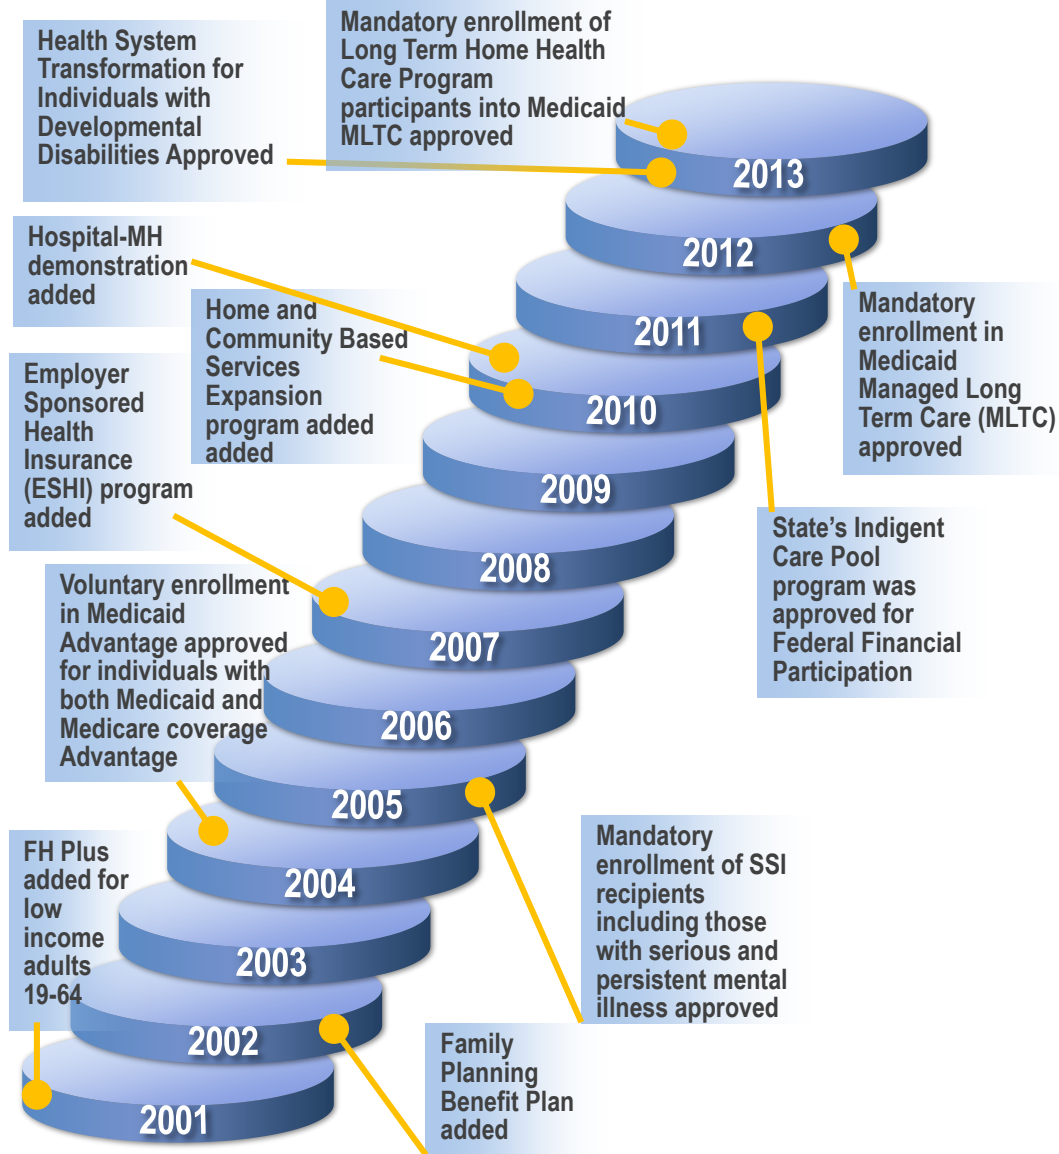 Health System
Transformation for
Individuals with
Developmental
Disabilities Approved
Mandatory enrollment of
Long Term Home Health
Care Program
participants into Medicaid
MLTC approved
2013
2012
Hospital-MH
demonstration
added
Home and
Community Based
Services
Expansion
program added
added
2011
Mandatory
enrollment in
Medicaid
Managed Long
Term Care (MLTC)
approved
2010
Employer
Sponsored
Health
Insurance
(ESHI) program
added
2009
State's Indigent
Care Pool
program was
approved for
Federal Financial
Participation
2008
Voluntary enrollment
in Medicaid
Advantage approved
for individuals with
both Medicaid and
Medicare coverage
Advantage
2007
2006
2005
Mandatory
enrollment of SSI
recipients
including those
with serious and
persistent mental
illness approved
2004
FH Plus
added for
low
income
adults
19-64
2003
2002
Family
Planning
Benefit Plan
added
2001